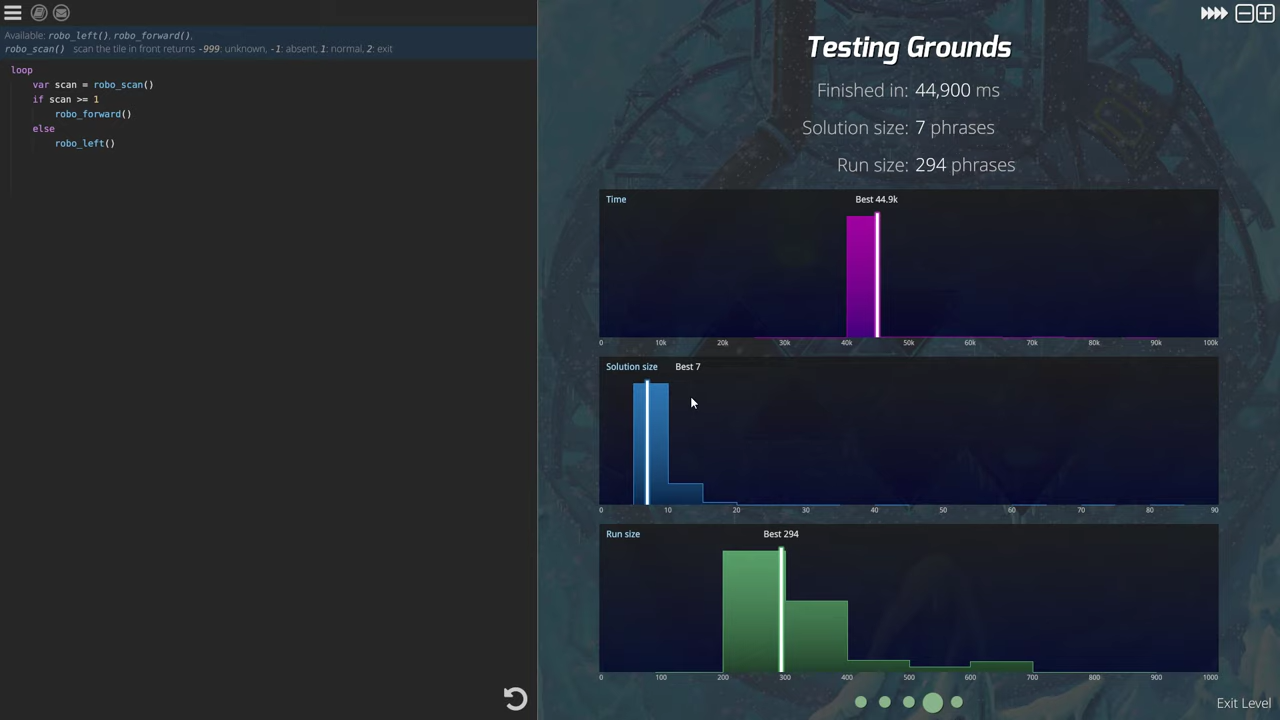 Available: robo_left(), robo_forward(),
robo_scan() scan the tile in front returns -999: unknown, -1: absent, 1: normal, 2: exit
loop
var scan = robo_scan()
if scan >= 1
robo_forward()
else
robo_left()
Testing Grounds
Finished in: 44,900 ms
Solution size: 7 phrases
Run size: 294 phrases
Time Best 44.9k
0 10k 20k 30k 40k 50k 60k 70k 80k 90k 100k
Solution size Best 7
0 10 20 30 40 50 60 70 80 90
Run size Best 294
0 100 200 300 400 500 600 700 800 900 1000
Exit Level